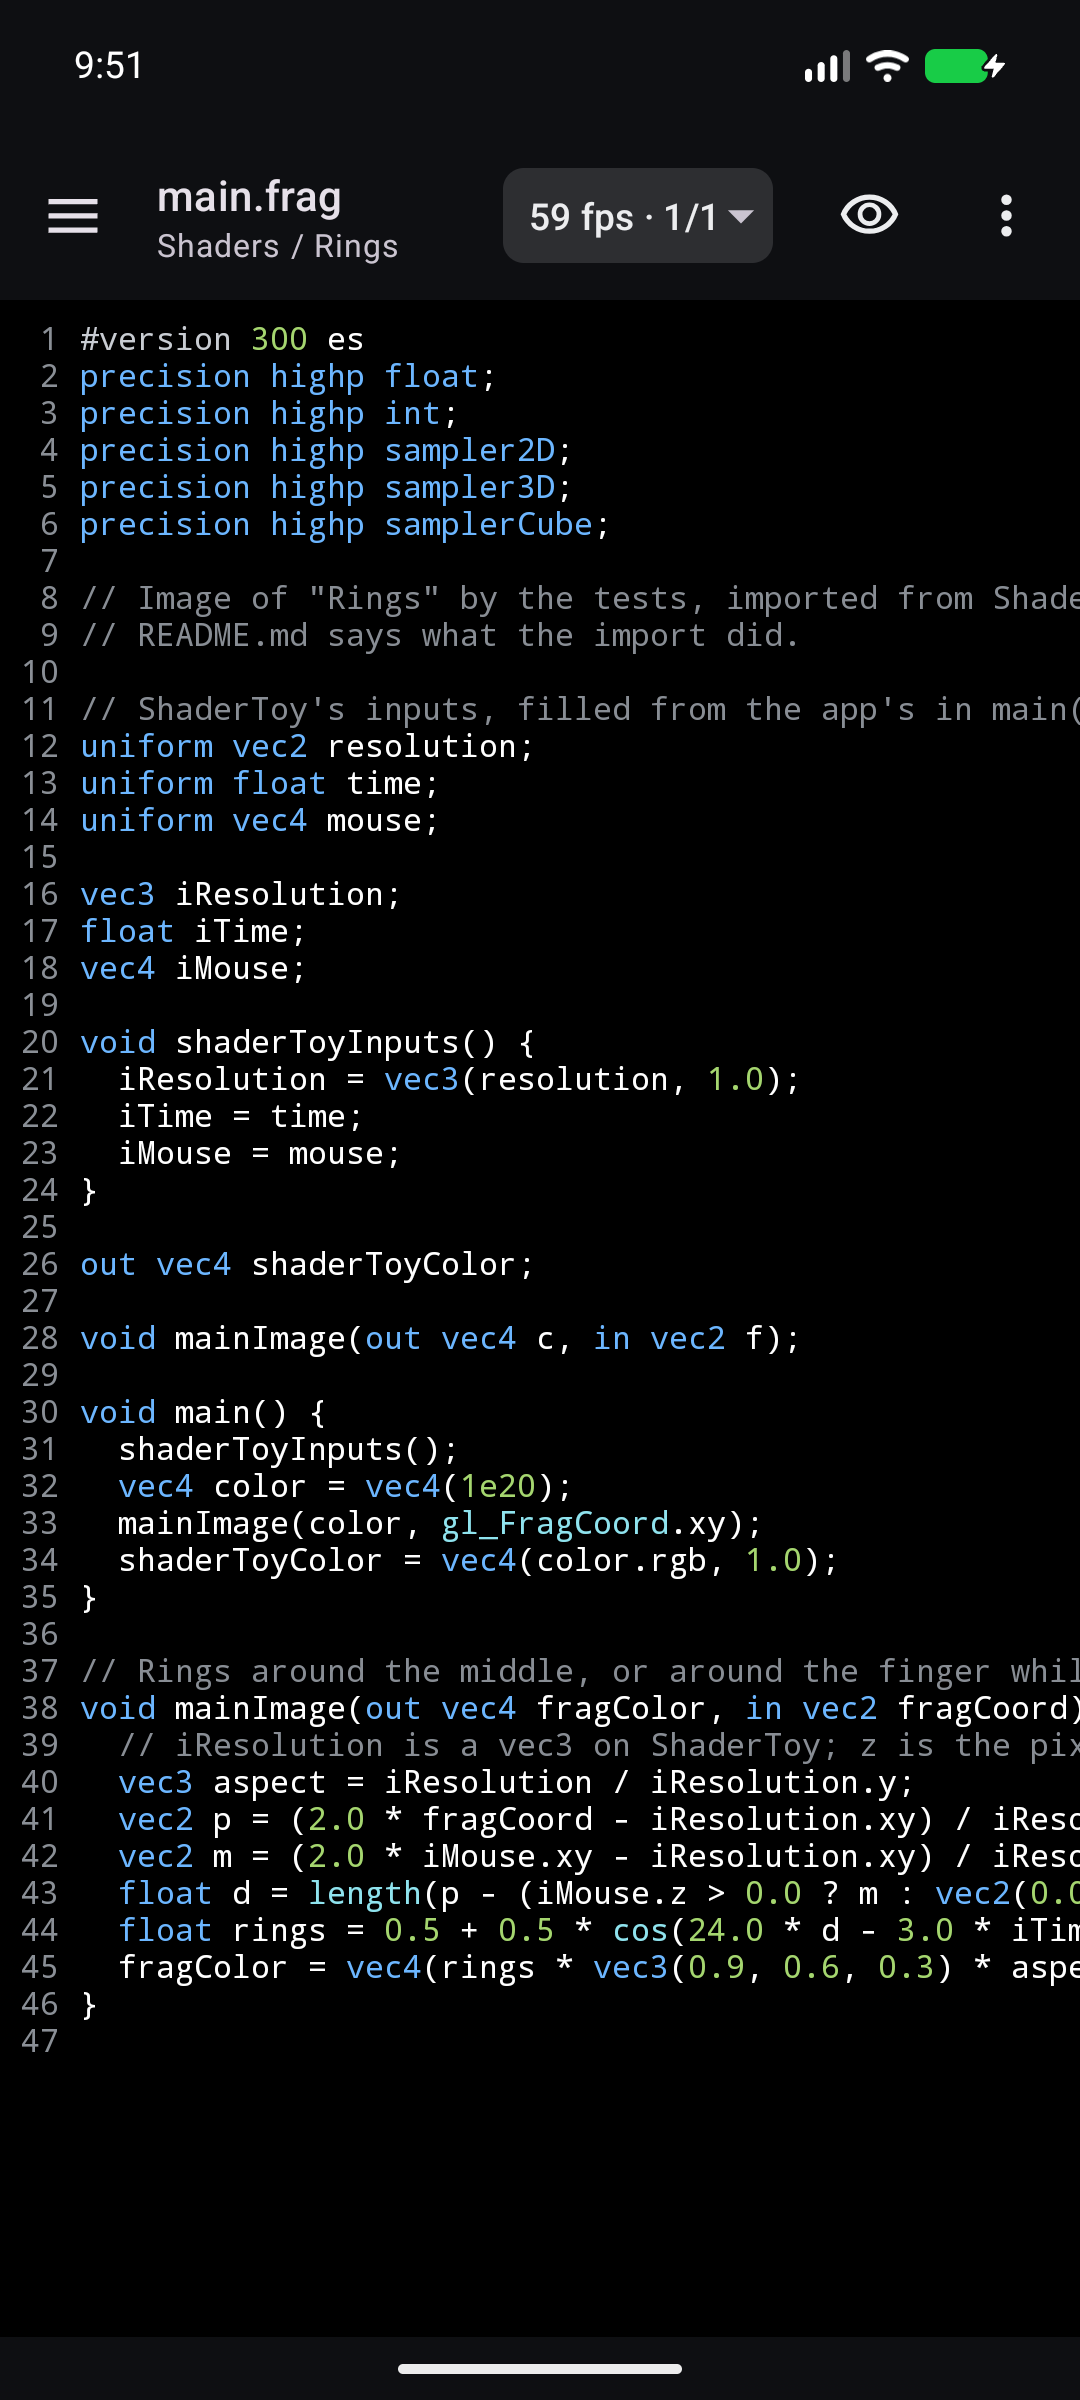 9:51
main.frag
Shaders / Rings
59 fps · 1/1
1 #version 300 es
2 precision highp float;
3 precision highp int;
4 precision highp sampler2D;
5 precision highp sampler3D;
6 precision highp samplerCube;
7
8 // Image of "Rings" by the tests, imported from Shade
9 // README.md says what the import did.
10
11 // ShaderToy's inputs, filled from the app's in main(
12 uniform vec2 resolution;
13 uniform float time;
14 uniform vec4 mouse;
15
16 vec3 iResolution;
17 float iTime;
18 vec4 iMouse;
19
20 void shaderToyInputs() {
21   iResolution = vec3(resolution, 1.0);
22   iTime = time;
23   iMouse = mouse;
24 }
25
26 out vec4 shaderToyColor;
27
28 void mainImage(out vec4 c, in vec2 f);
29
30 void main() {
31   shaderToyInputs();
32   vec4 color = vec4(1e20);
33   mainImage(color, gl_FragCoord.xy);
34   shaderToyColor = vec4(color.rgb, 1.0);
35 }
36
37 // Rings around the middle, or around the finger whil
38 void mainImage(out vec4 fragColor, in vec2 fragCoord)
39   // iResolution is a vec3 on ShaderToy; z is the pix
40   vec3 aspect = iResolution / iResolution.y;
41   vec2 p = (2.0 * fragCoord - iResolution.xy) / iReso
42   vec2 m = (2.0 * iMouse.xy - iResolution.xy) / iReso
43   float d = length(p - (iMouse.z > 0.0 ? m : vec2(0.0
44   float rings = 0.5 + 0.5 * cos(24.0 * d - 3.0 * iTim
45   fragColor = vec4(rings * vec3(0.9, 0.6, 0.3) * aspe
46 }
47